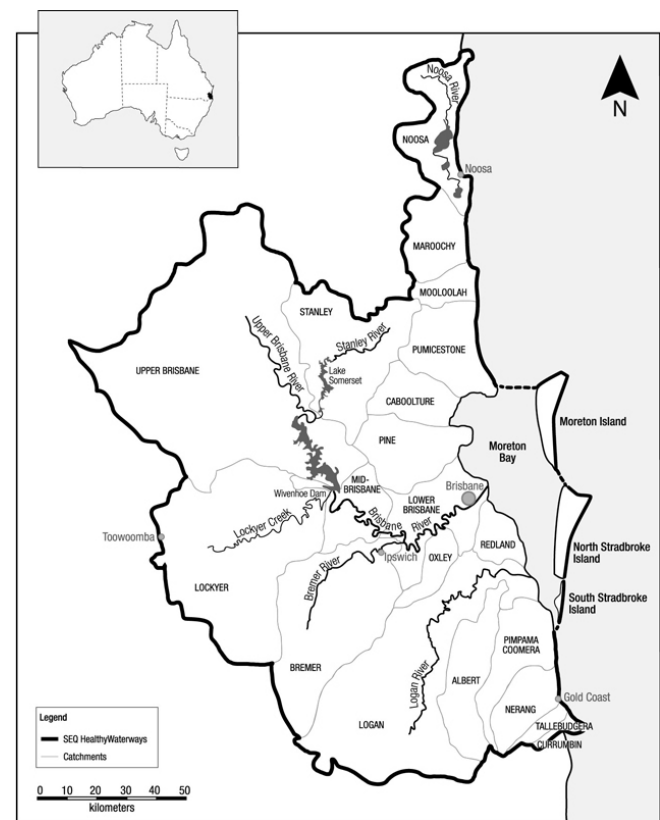 N
Noosa River
NOOSA
Noosa
MAROOCHY
MOOLOOLAH
STANLEY
Upper Brisbane River
Stanley River
PUMICESTONE
Lake
Somerset
UPPER BRISBANE
CABOOLTURE
Moreton Island
PINE
Moreton
Bay
MID-
BRISBANE
Brisbane
Wivenhoe Dam
LOWER
BRISBANE
Lockyer Creek
Brisbane River
Toowoomba
REDLAND
North Stradbroke
Island
Ipswich
OXLEY
Bremer River
LOCKYER
South Stradbroke
Island
PIMPAMA
COOMERA
BREMER
Logan River
ALBERT
Gold Coast
NERANG
LOGAN
TALLEBUDGERA
CURRUMBIN
Legend
SEQ HealthyWaterways
Catchments
0 10 20 30 40 50
kilometers